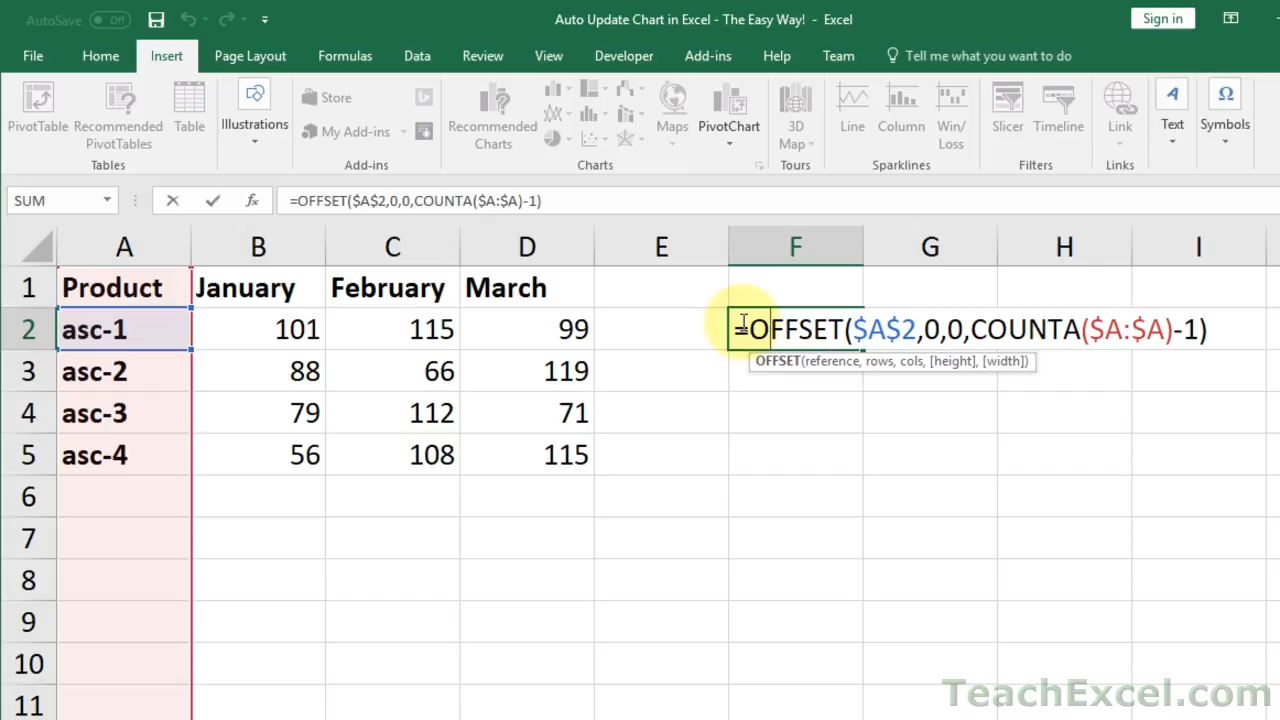 AutoSave Off Auto Update Chart in Excel - The Easy Way! - Excel Sign in
File Home Insert Page Layout Formulas Data Review View Developer Add-ins Help Team Tell me what you want to do
PivotTable Recommended PivotTables Table
Tables
Illustrations
Store
My Add-ins
Add-ins
Recommended Charts
Maps PivotChart
Charts
3D Map
Tours
Line Column Win/Loss
Sparklines
Slicer Timeline
Filters
Link
Links
Text Symbols
SUM fx =OFFSET($A$2,0,0,COUNTA($A:$A)-1)
A B C D E F G H I
1 Product January February March
2 asc-1 101 115 99 =OFFSET($A$2,0,0,COUNTA($A:$A)-1)
OFFSET(reference, rows, cols, [height], [width])
3 asc-2 88 66 119
4 asc-3 79 112 71
5 asc-4 56 108 115
6
7
8
9
10
11
TeachExcel.com